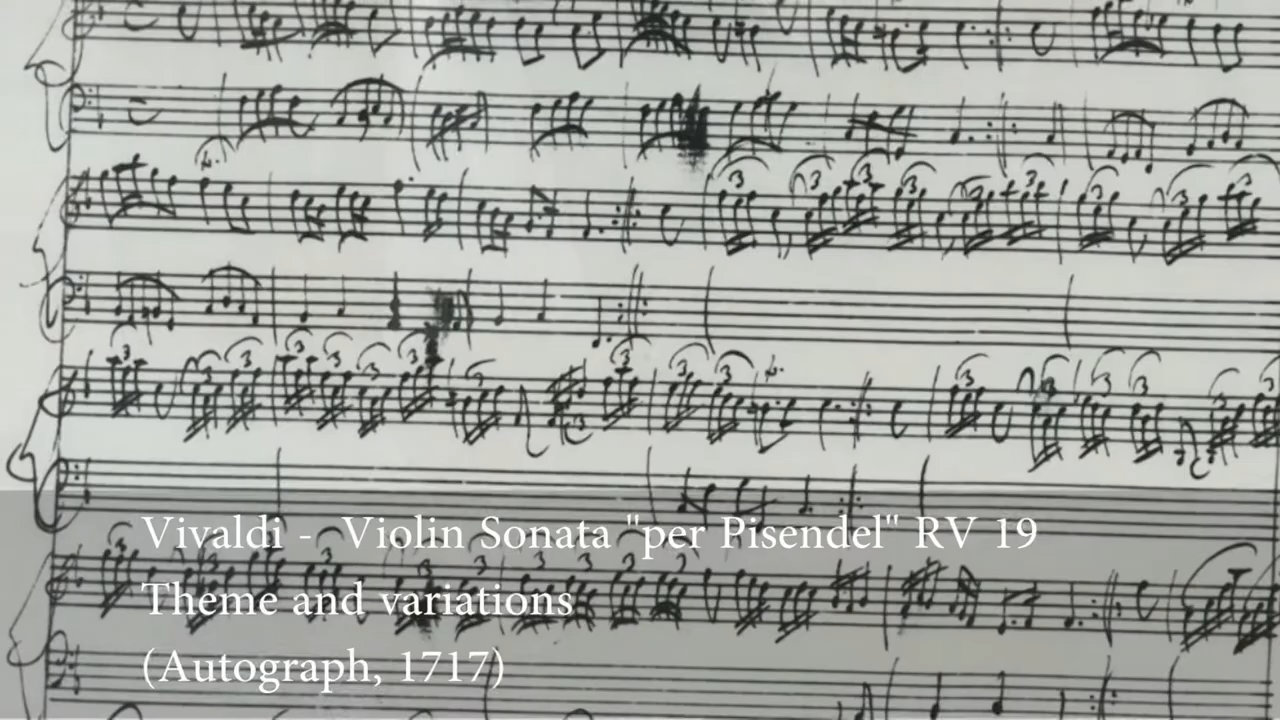 Vivaldi - Violin Sonata "per Pisendel" RV 19
Theme and variations
(Autograph, 1717)